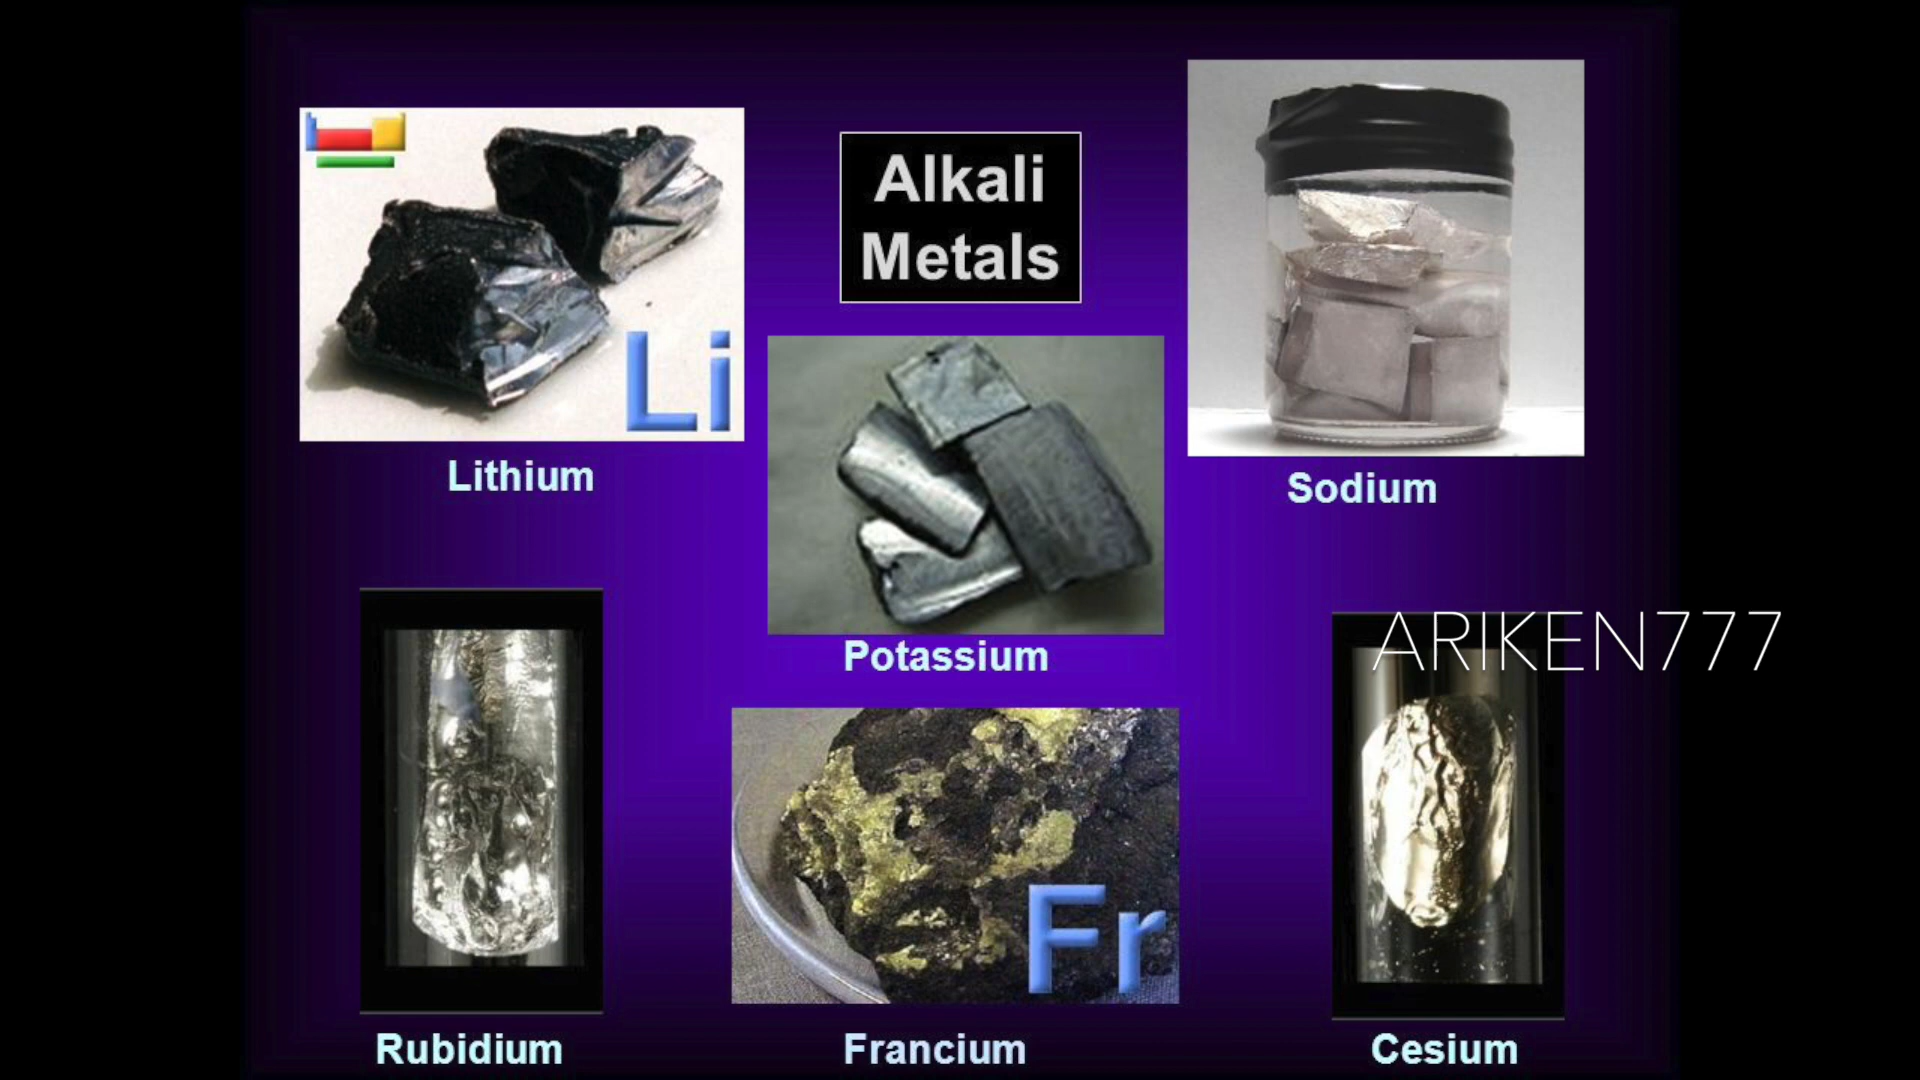 Alkali
Metals
Li
Lithium
Sodium
Potassium
ARIKEN777
Fr
Rubidium
Francium
Cesium